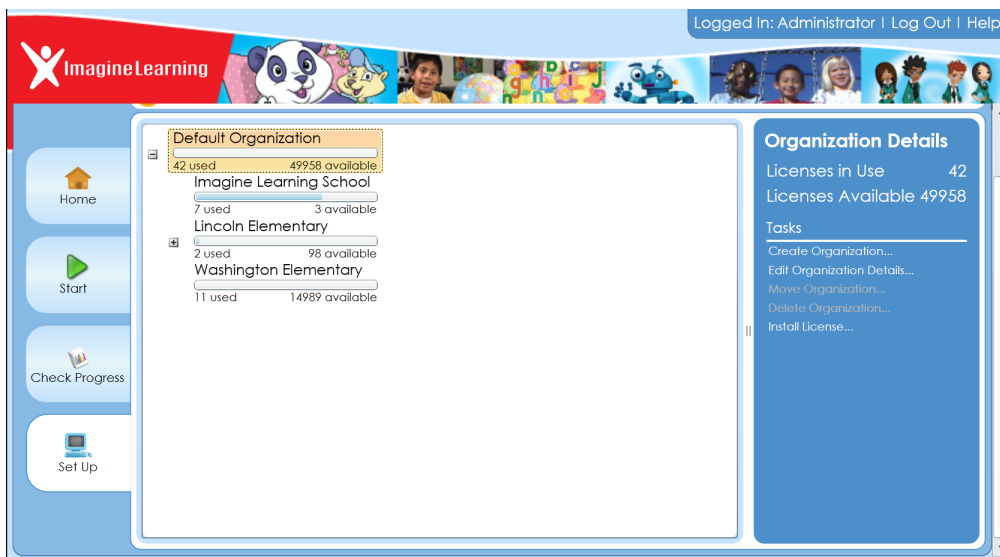 Logged In: Administrator | Log Out | Help
Imagine Learning
Home
Start
Check Progress
Set Up
Default Organization
42 used 49958 available
Imagine Learning School
7 used 3 available
Lincoln Elementary
2 used 98 available
Washington Elementary
11 used 14989 available
Organization Details
Licenses in Use 42
Licenses Available 49958
Tasks
Create Organization...
Edit Organization Details...
Move Organization...
Delete Organization...
Install License...